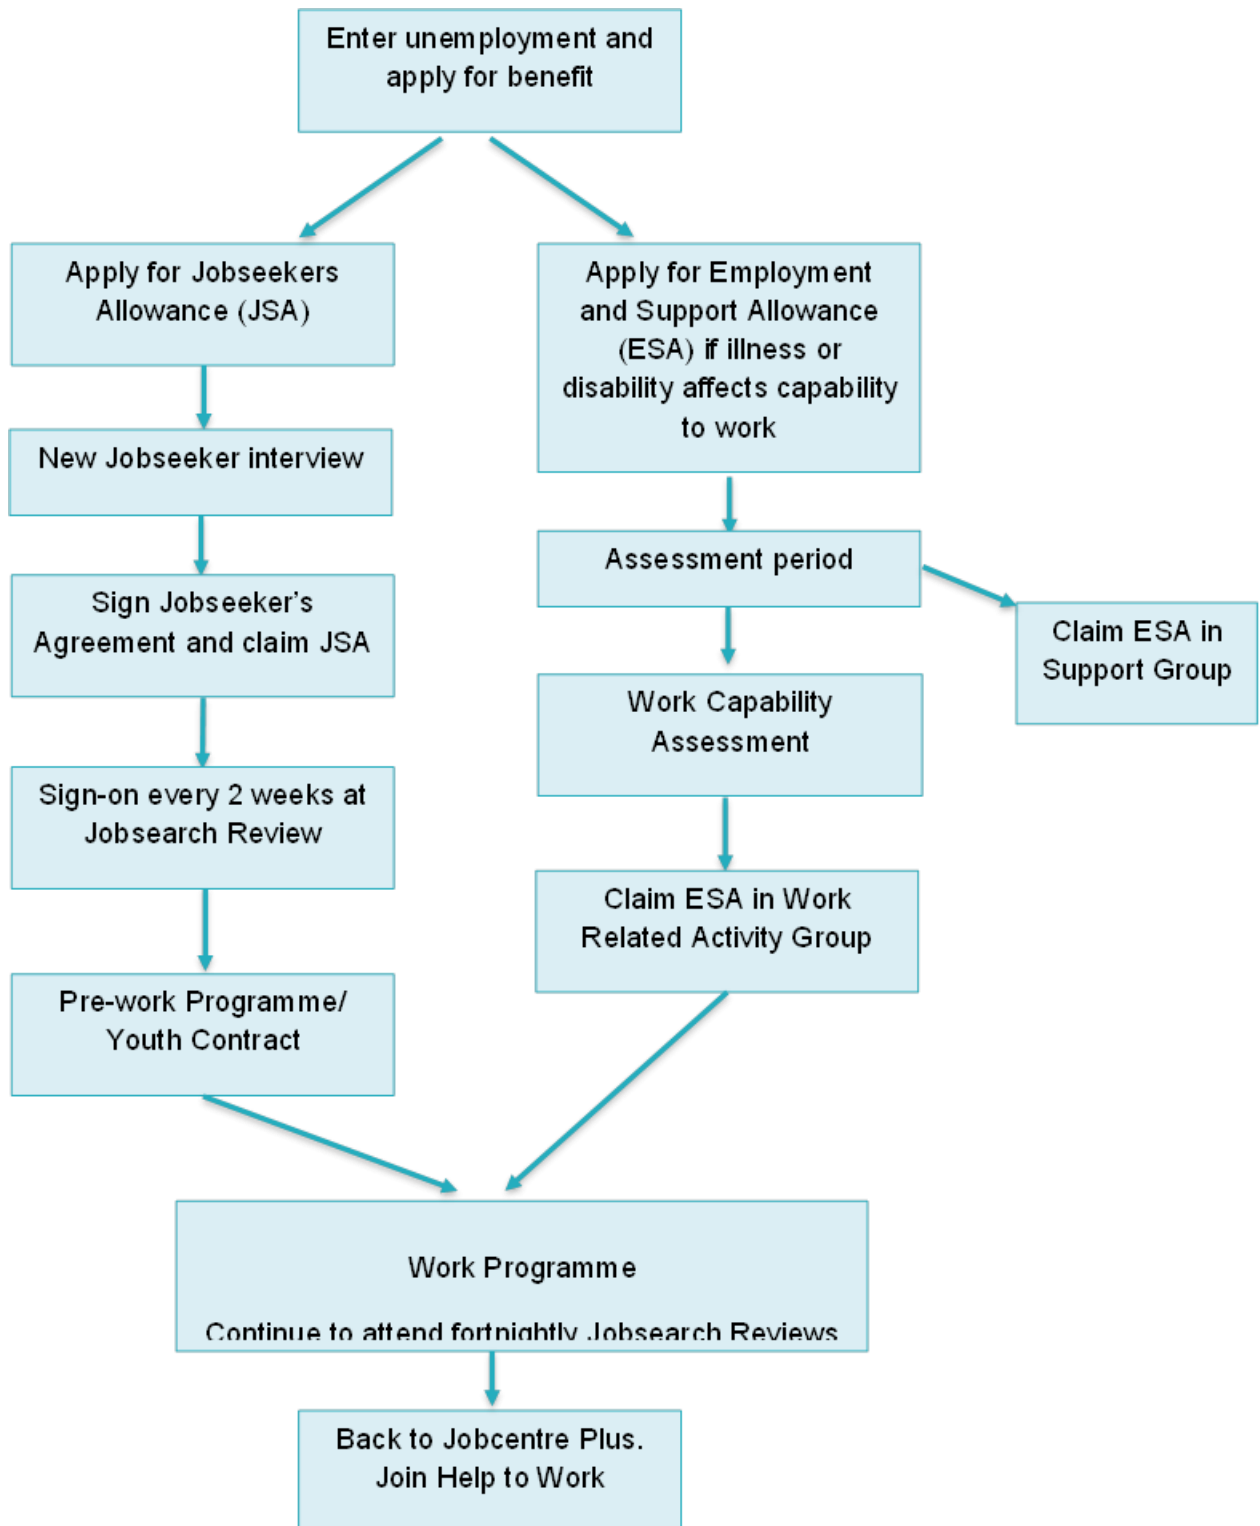 Enter unemployment and
apply for benefit
Apply for Jobseekers
Allowance (JSA)
Apply for Employment
and Support Allowance
(ESA) if illness or
disability affects capability
to work
New Jobseeker interview
Assessment period
Sign Jobseeker’s
Agreement and claim JSA
Claim ESA in
Support Group
Work Capability
Assessment
Sign-on every 2 weeks at
Jobsearch Review
Claim ESA in Work
Related Activity Group
Pre-work Programme/
Youth Contract
Work Programme
Continue to attend fortnightly Jobsearch Reviews
Back to Jobcentre Plus.
Join Help to Work